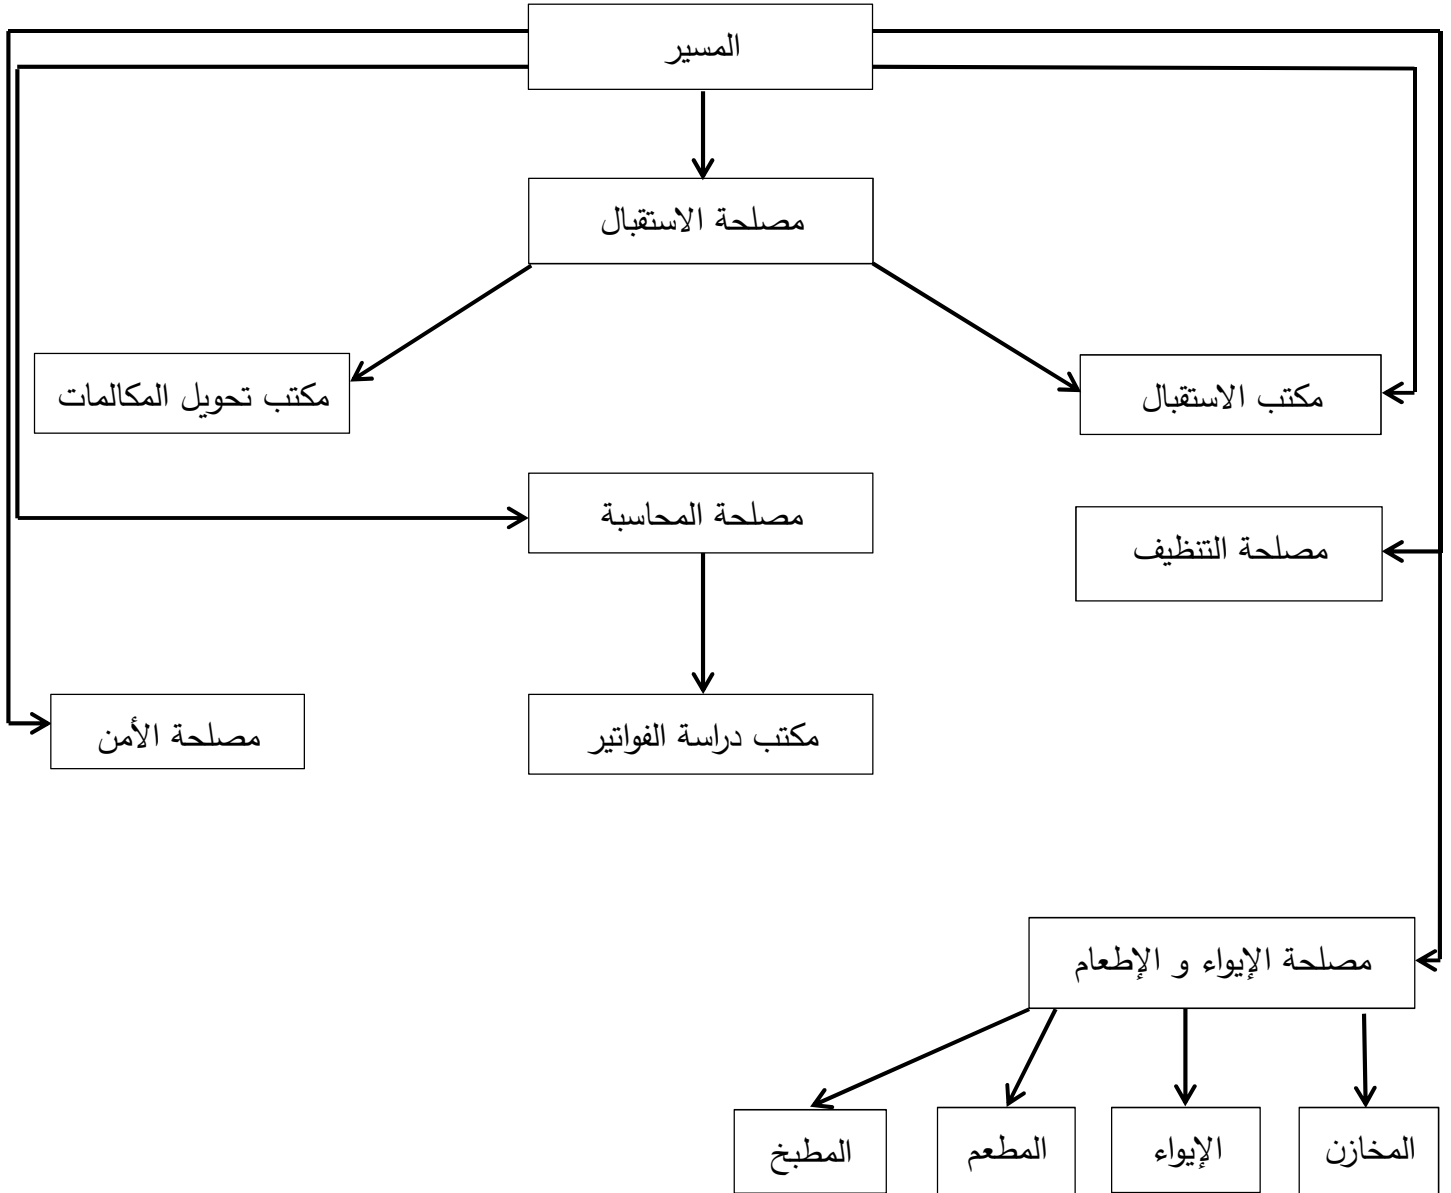 المسير
مصلحة الاستقبال
مكتب الاستقبال
مكتب تحويل المكالمات
مصلحة المحاسبة
مصلحة التنظيف
مكتب دراسة الفواتير
مصلحة الأمن
مصلحة الإيواء و الإطعام
المخازن
الإيواء
المطعم
المطبخ